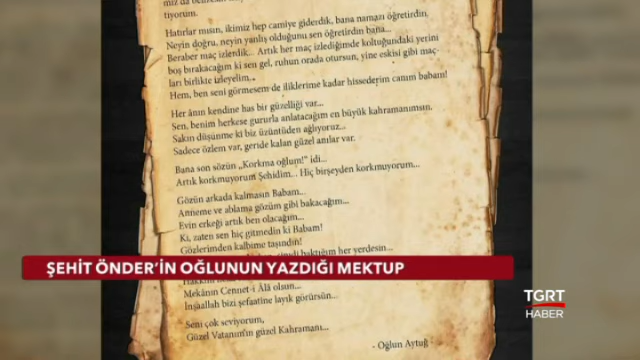 tıyorum.
Hatırlar mısın, ikimiz hep camiye giderdik, bana namazı öğretirdin.
Neyin doğru, neyin yanlış olduğunu sen öğretirdin bana...
Beraber maç izlerdik... Artık her maç izlediğimde koltuğundaki yerini
boş bırakacağım ki sen gel, ruhun orada otursun, yine eskisi gibi maç-
ları birlikte izleyelim...
Hem, ben seni görmesem de iliklerime kadar hissederim canım babam!
Her ânın kendine has bir güzelliği var...
Sen, benim herkese gururla anlatacağım en büyük kahramanımsın.
Sakın düşünme ki biz üzüntüden ağlıyoruz...
Sadece özlem var, geride kalan güzel anılar var.
Bana son sözün „Korkma oğlum!" idi...
Artık korkmuyorum Şehidim... Hiç birşeyden korkmuyorum...
Gözün arkada kalmasın Babam...
Anneme ve ablama gözüm gibi bakacağım...
Evin erkeği artık ben olacağım...
Ki, zaten sen hiç gitmedin ki Babam!
Gözlerimden kalbime taşındın!
baktığım her yerdesin...
ŞEHİT ÖNDER'İN OĞLUNUN YAZDIĞI MEKTUP
Mekânın Cennet-i Âlâ olsun...
İnşaallah bizi şefaatine layık görürsün...
Seni çok seviyorum,
Güzel Vatanım'ın güzel Kahramanı...
- Oğlun Aytuğ
TGRT
HABER